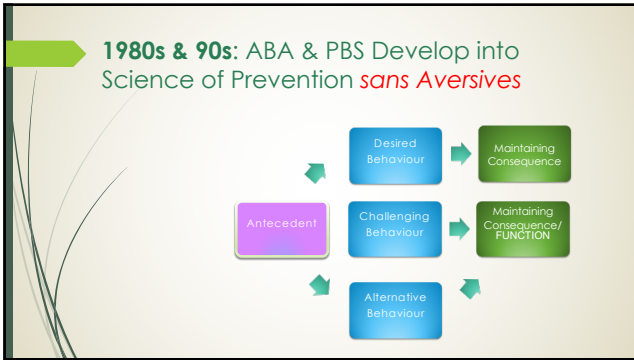 1980s & 90s: ABA & PBS Develop into
Science of Prevention sans Aversives
Desired
Behaviour
Maintaining
Consequence
Antecedent
Challenging
Behaviour
Maintaining
Consequence/
FUNCTION
Alternative
Behaviour